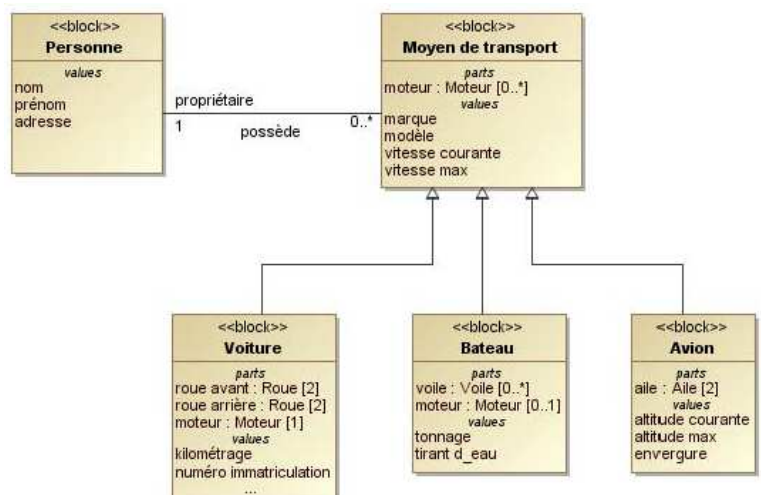 <<block>>
Personne
values
nom
prénom
adresse
propriétaire
1
possède
0..*
<<block>>
Moyen de transport
parts
moteur : Moteur [0..*]
values
marque
modèle
vitesse courante
vitesse max
<<block>>
Voiture
parts
roue avant : Roue [2]
roue arrière : Roue [2]
moteur : Moteur [1]
values
kilométrage
numéro immatriculation
...
<<block>>
Bateau
parts
voile : Voile [0..*]
moteur : Moteur [0..1]
values
tonnage
tirant d_eau
<<block>>
Avion
parts
aile : Aile [2]
values
altitude courante
altitude max
envergure